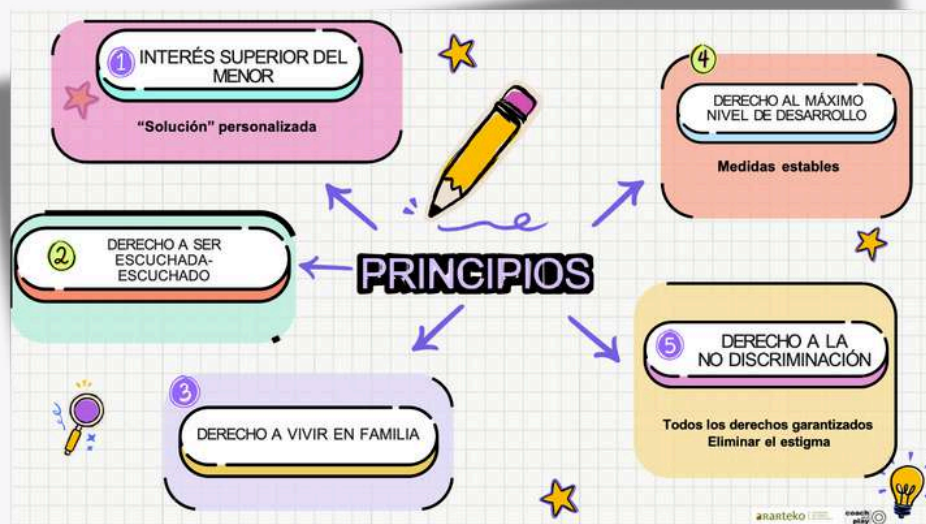 1
INTERÉS SUPERIOR DEL
MENOR
“Solución” personalizada
2
DERECHO A SER
ESCUCHADA-
ESCUCHADO
3
DERECHO A VIVIR EN FAMILIA
4
DERECHO AL MÁXIMO
NIVEL DE DESARROLLO
Medidas estables
PRINCIPIOS
5
DERECHO A LA
NO DISCRIMINACIÓN
Todos los derechos garantizados
Eliminar el estigma
ararteko
coach
play